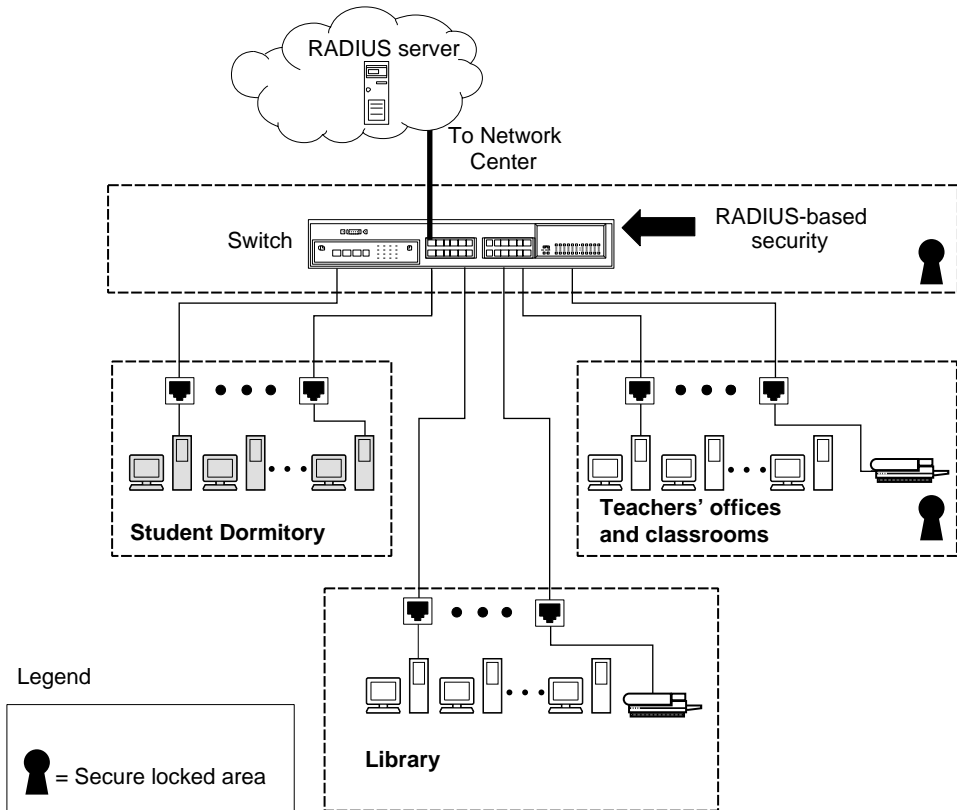 RADIUS server
To Network
Center
Switch
RADIUS-based
security
Student Dormitory
Teachers’ offices
and classrooms
Library
Legend
= Secure locked area